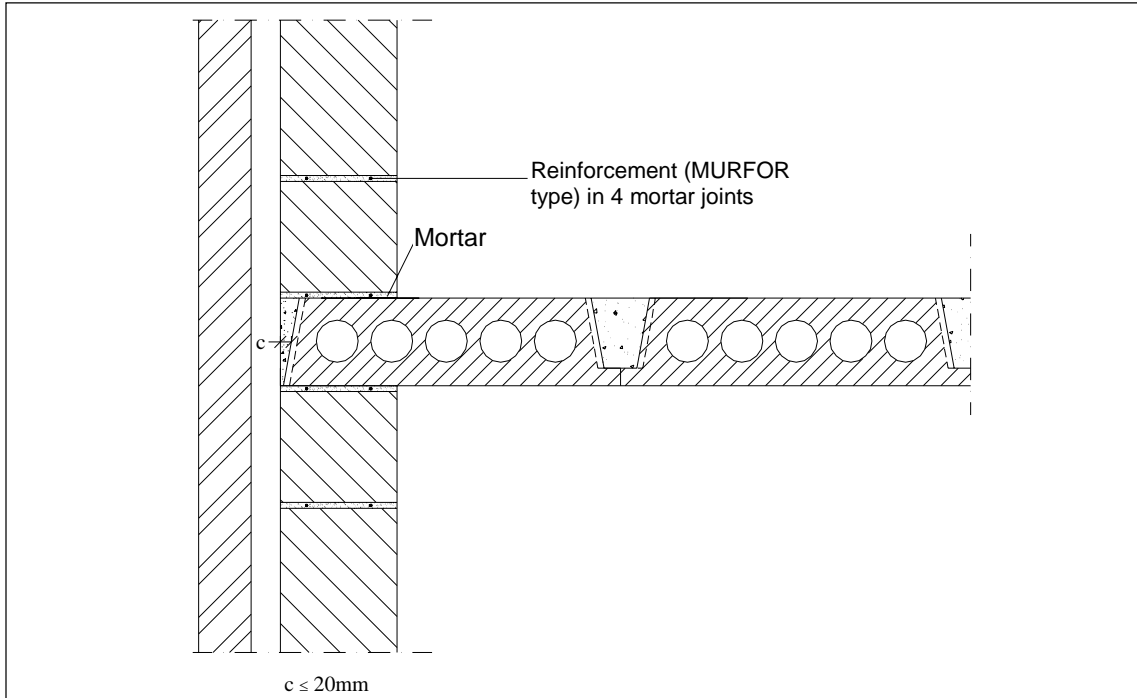 Reinforcement (MURFOR
type) in 4 mortar joints
Mortar
c
c ≤ 20mm